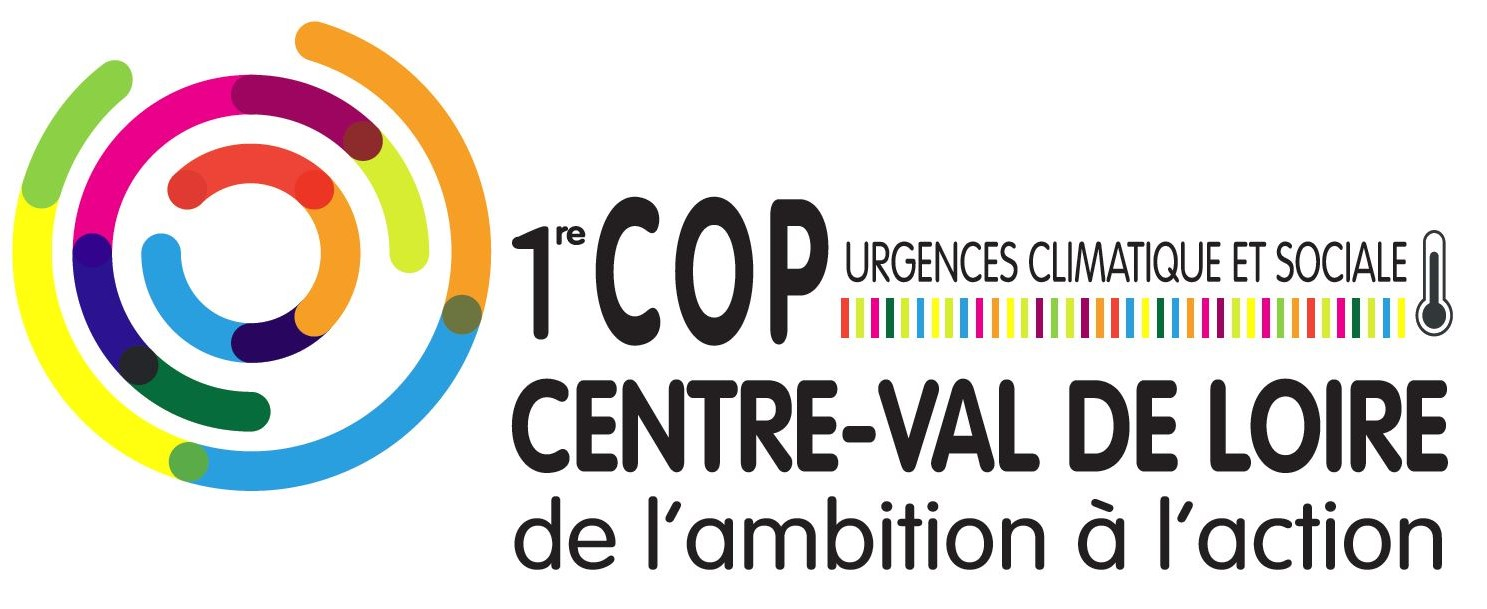 1re COP URGENCES CLIMATIQUE ET SOCIALE
CENTRE-VAL DE LOIRE
de l'ambition à l'action